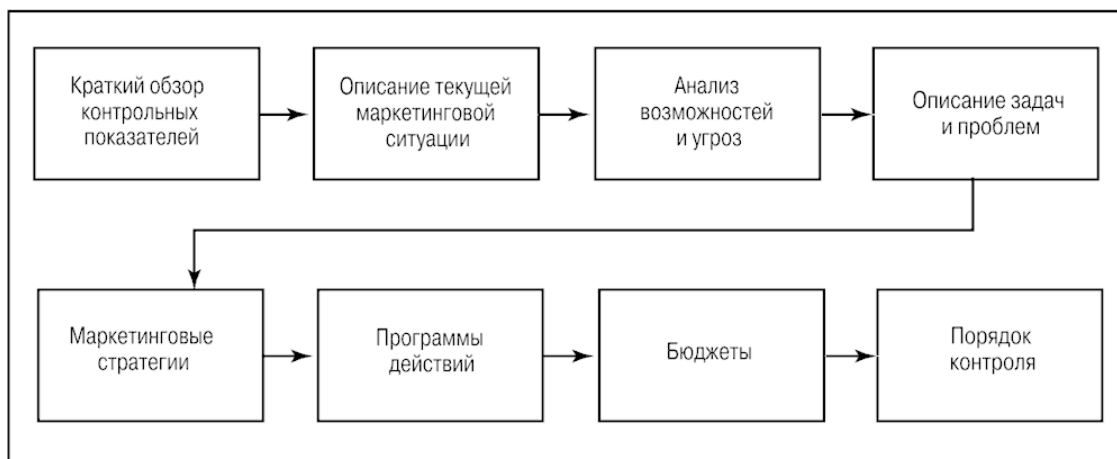 Краткий обзор
контрольных
показателей
Описание текущей
маркетинговой
ситуации
Анализ
возможностей
и угроз
Описание задач
и проблем
Маркетинговые
стратегии
Программы
действий
Бюджеты
Порядок
контроля